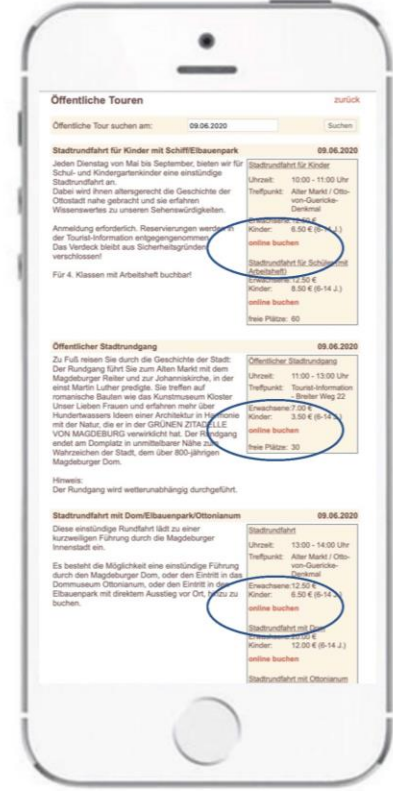 Öffentliche Touren
zurück
Öffentliche Tour suchen am:
09.06.2020
Suchen
Stadtrundfahrt für Kinder mit Schiff/Elbauenpark
09.06.2020
Jeden Dienstag von Mai bis September, bieten wir für
Schul- und Kindergartenkinder eine einstündige
Stadtrundfahrt an.
Dabei wird ihnen altersgerecht die Geschichte der
Ottostadt nahe gebracht und sie erfahren
Wissenswertes zu unseren Sehenswürdigkeiten.
Anmeldung erforderlich. Reservierungen werden in
der Tourist-Information entgegengenommen.
Das Verdeck bleibt aus Sicherheitsgründen
verschlossen!
Für 4. Klassen mit Arbeitsheft buchbar!
Stadtrundfahrt für Kinder
Uhrzeit: 10:00 - 11:00 Uhr
Treffpunkt: Alter Markt / Otto-
von-Guericke-
Denkmal
Erwachsene: 12.50 €
Kinder: 6.50 € (6-14 J.)
online buchen
Stadtrundfahrt für Schüler (mit
Arbeitsheft)
Erwachsene: 12.50 €
Kinder: 8.50 € (6-14 J.)
online buchen
freie Plätze: 60
Öffentlicher Stadtrundgang
09.06.2020
Zu Fuß reisen Sie durch die Geschichte der Stadt:
Der Rundgang führt Sie zum Alten Markt mit dem
Magdeburger Reiter und zur Johanniskirche, in der
einst Martin Luther predigte. Sie treffen auf
romanische Bauten wie das Kunstmuseum Kloster
Unser Lieben Frauen und erfahren mehr über
Hundertwassers Ideen einer Architektur in Harmonie
mit der Natur, die er in der GRÜNEN ZITADELLE
VON MAGDEBURG verwirklicht hat. Der Rundgang
endet am Domplatz in unmittelbarer Nähe zum
Wahrzeichen der Stadt, dem über 800-jährigen
Magdeburger Dom.
Hinweis:
Der Rundgang wird wetterunabhängig durchgeführt.
Öffentlicher Stadtrundgang
Uhrzeit: 11:00 - 13:00 Uhr
Treffpunkt: Tourist-Information
- Breiter Weg 22
Erwachsene: 7.00 €
Kinder: 3.50 € (6-14 J.)
online buchen
freie Plätze: 30
Stadtrundfahrt mit Dom/Elbauenpark/Ottonianum
09.06.2020
Diese einstündige Rundfahrt lädt zu einer
kurzweiligen Führung durch die Magdeburger
Innenstadt ein.
Es besteht die Möglichkeit eine einstündige Führung
durch den Magdeburger Dom, oder den Eintritt in das
Dommuseum Ottonianum, oder den Eintritt in den
Elbauenpark mit direktem Ausstieg vor Ort, hinzu zu
buchen.
Stadtrundfahrt
Uhrzeit: 13:00 - 14:00 Uhr
Treffpunkt: Alter Markt / Otto-
von-Guericke-
Denkmal
Erwachsene: 12.50 €
Kinder: 6.50 € (6-14 J.)
online buchen
Stadtrundfahrt mit Dom
Erwachsene: 20.00 €
Kinder: 12.00 € (6-14 J.)
online buchen
Stadtrundfahrt mit Ottonianum